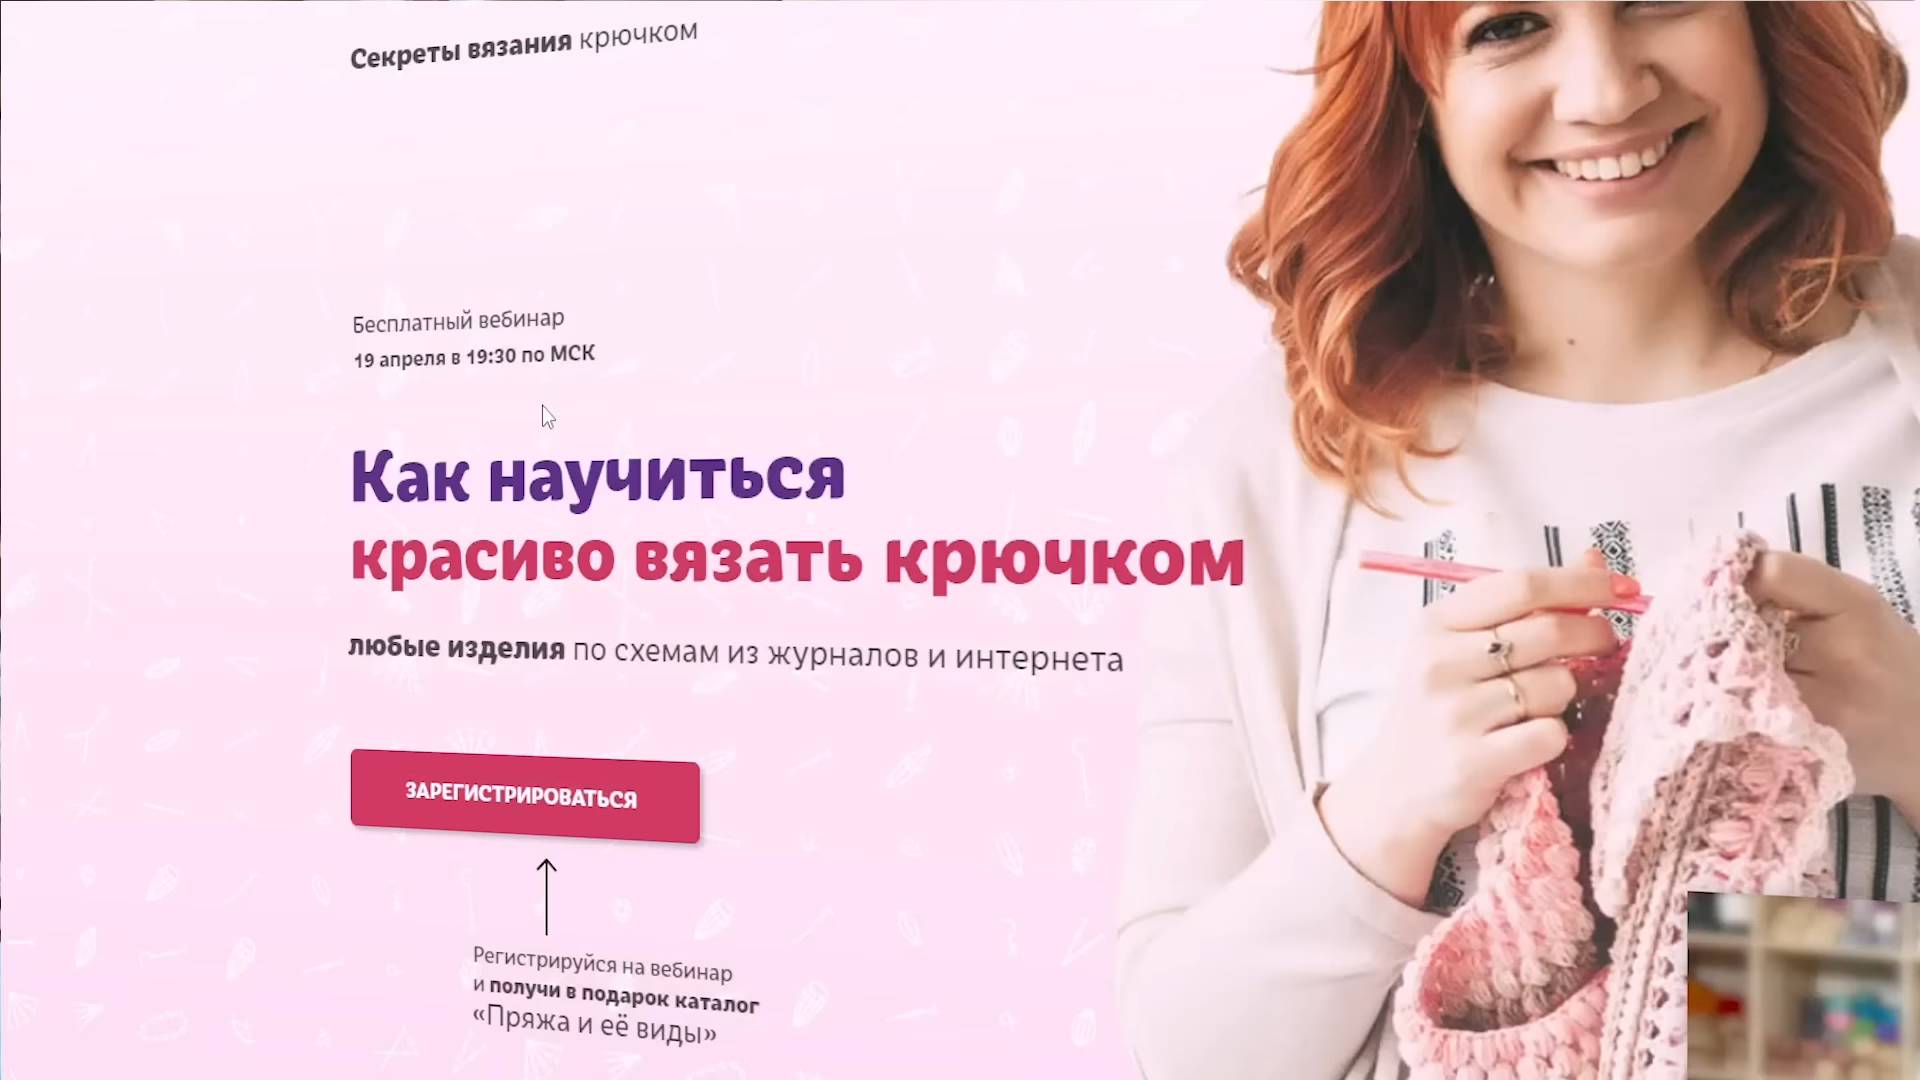 Секреты вязания крючком
Бесплатный вебинар
19 апреля в 19:30 по МСК
Как научиться
красиво вязать крючком
любые изделия по схемам из журналов и интернета
ЗАРЕГИСТРИРОВАТЬСЯ
Регистрируйся на вебинар
и получи в подарок каталог
«Пряжа и её виды»